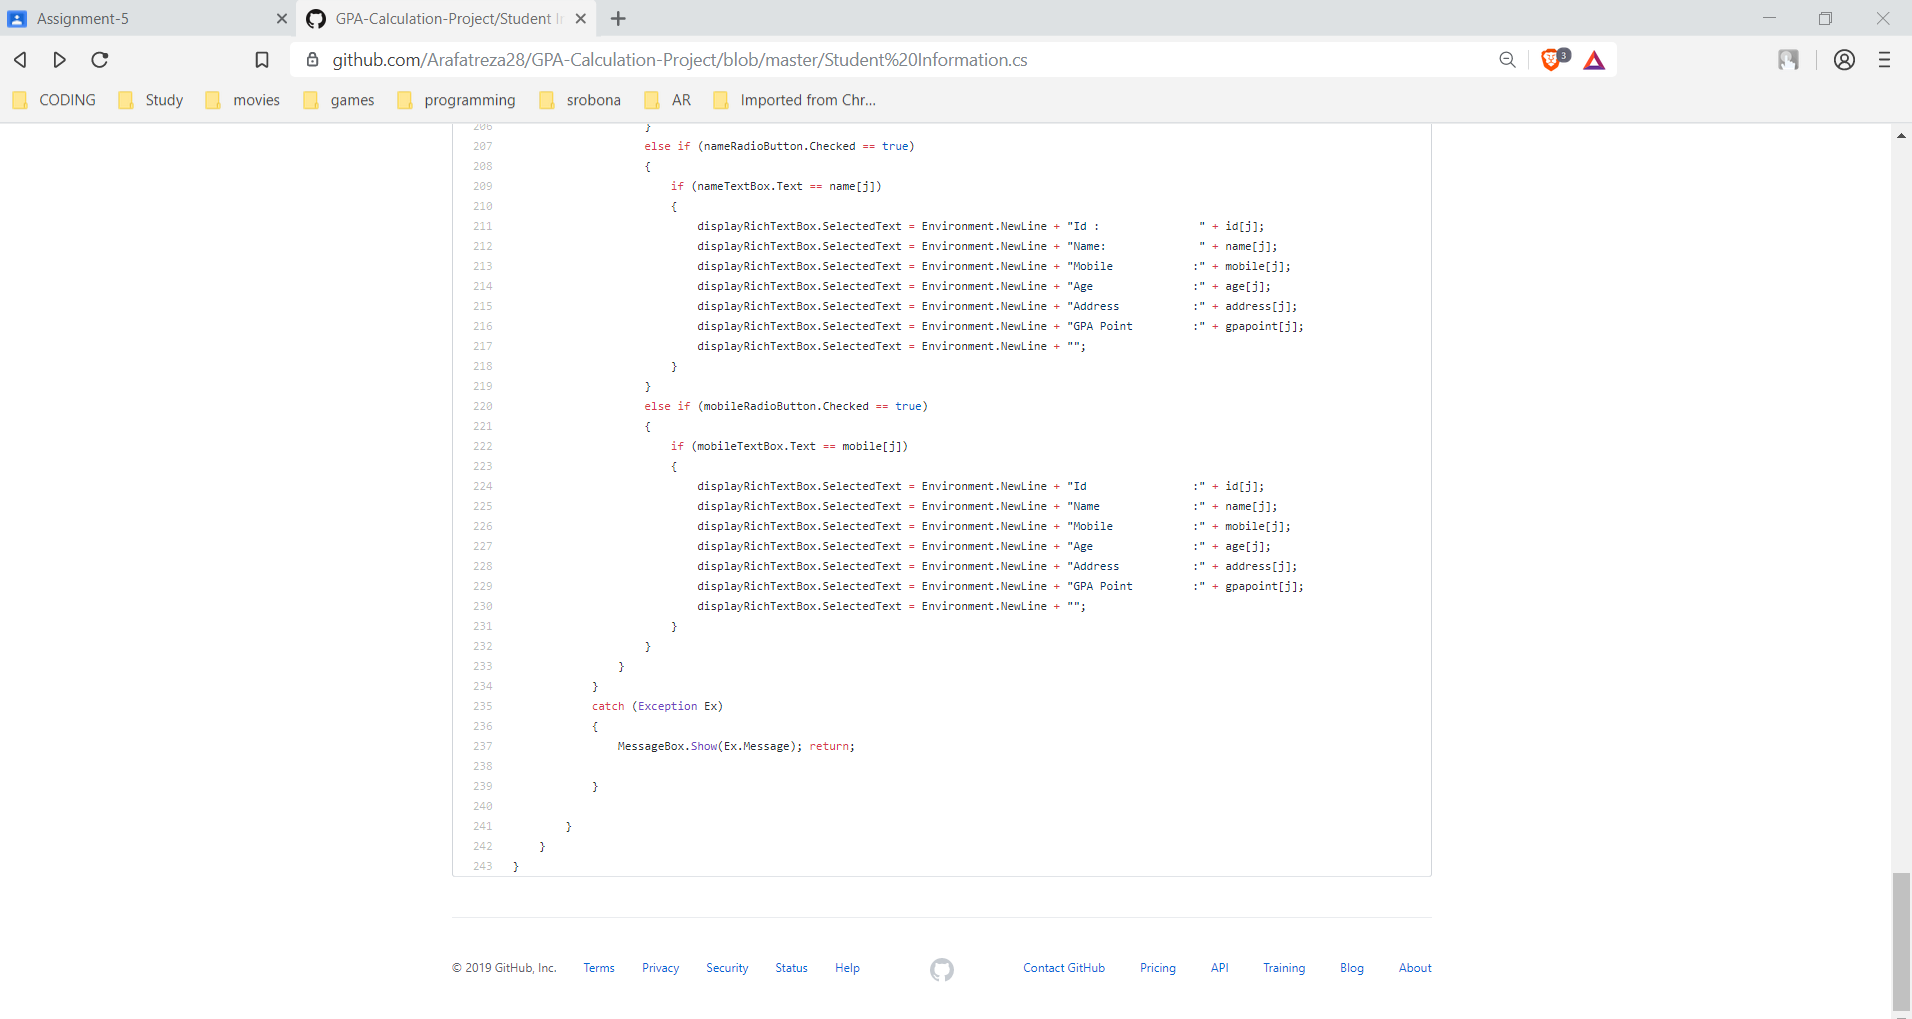 Assignment-5
GPA-Calculation-Project/Student In
github.com/Arafatreza28/GPA-Calculation-Project/blob/master/Student%20Information.cs
3
CODING Study movies games programming srobona AR Imported from Chr...
206 }
207 else if (nameRadioButton.Checked == true)
208 {
209 if (nameTextBox.Text == name[j])
210 {
211 displayRichTextBox.SelectedText = Environment.NewLine + "Id :               " + id[j];
212 displayRichTextBox.SelectedText = Environment.NewLine + "Name:              " + name[j];
213 displayRichTextBox.SelectedText = Environment.NewLine + "Mobile            :" + mobile[j];
214 displayRichTextBox.SelectedText = Environment.NewLine + "Age               :" + age[j];
215 displayRichTextBox.SelectedText = Environment.NewLine + "Address           :" + address[j];
216 displayRichTextBox.SelectedText = Environment.NewLine + "GPA Point         :" + gpapoint[j];
217 displayRichTextBox.SelectedText = Environment.NewLine + "";
218 }
219 }
220 else if (mobileRadioButton.Checked == true)
221 {
222 if (mobileTextBox.Text == mobile[j])
223 {
224 displayRichTextBox.SelectedText = Environment.NewLine + "Id                :" + id[j];
225 displayRichTextBox.SelectedText = Environment.NewLine + "Name              :" + name[j];
226 displayRichTextBox.SelectedText = Environment.NewLine + "Mobile            :" + mobile[j];
227 displayRichTextBox.SelectedText = Environment.NewLine + "Age               :" + age[j];
228 displayRichTextBox.SelectedText = Environment.NewLine + "Address           :" + address[j];
229 displayRichTextBox.SelectedText = Environment.NewLine + "GPA Point         :" + gpapoint[j];
230 displayRichTextBox.SelectedText = Environment.NewLine + "";
231 }
232 }
233 }
234 }
235 catch (Exception Ex)
236 {
237 MessageBox.Show(Ex.Message); return;
238
239 }
240
241 }
242 }
243 }
© 2019 GitHub, Inc. Terms Privacy Security Status Help Contact GitHub Pricing API Training Blog About